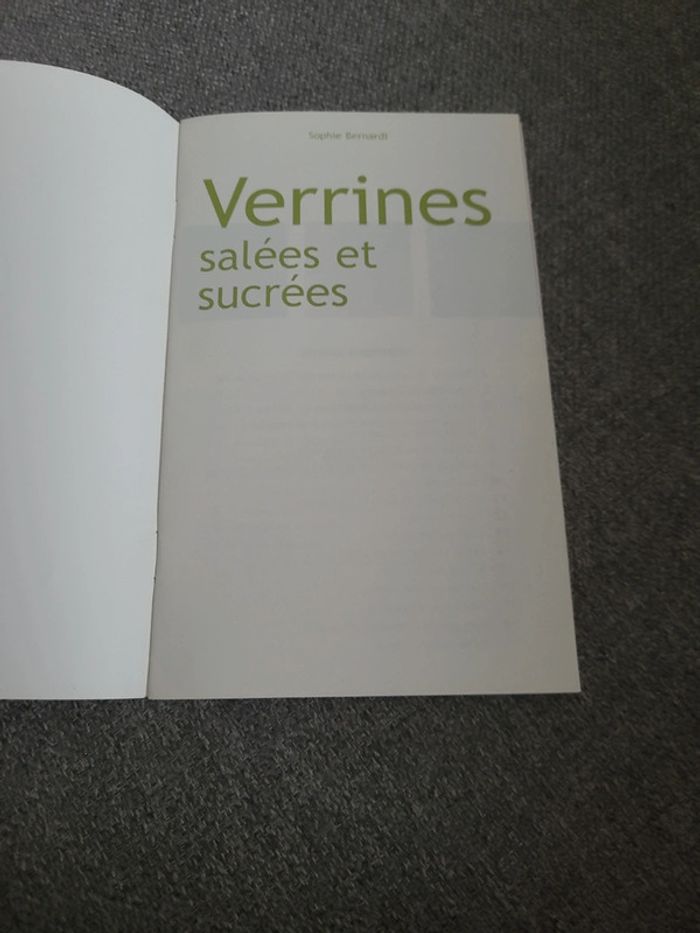 Sophie Bernardi
Verrines
salées et
sucrées